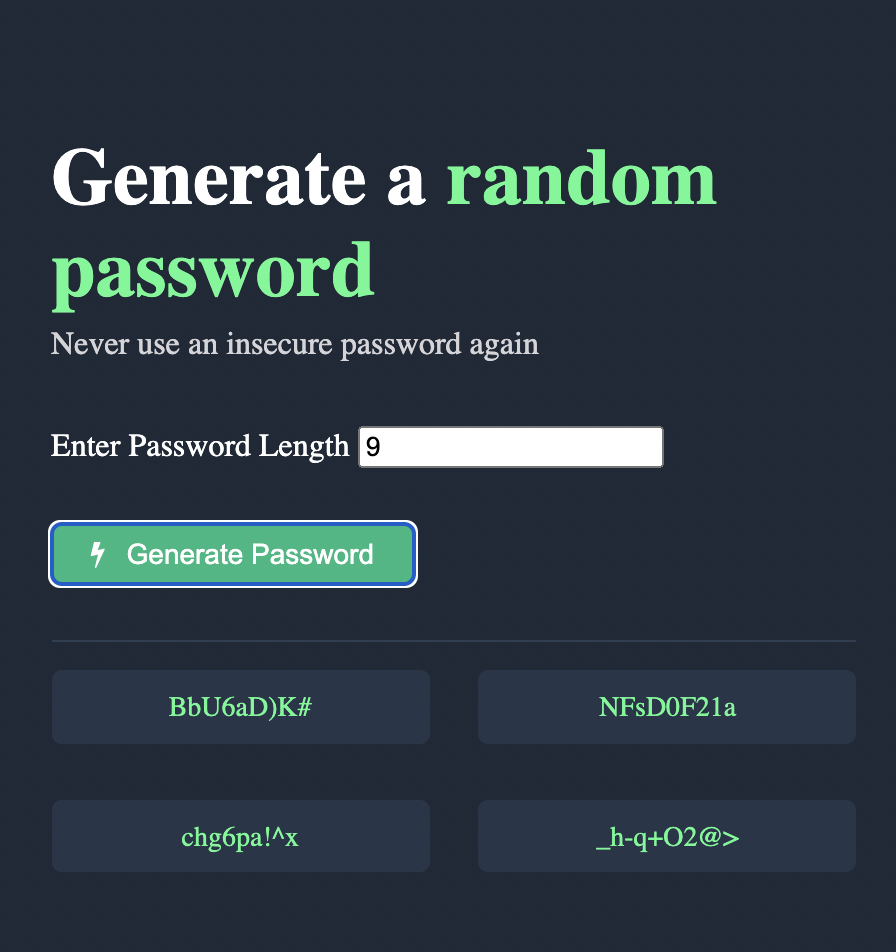 Generate a random
password
Never use an insecure password again
Enter Password Length 9
Generate Password
BbU6aD)K# NFsD0F21a
chg6pa!^x _h-q+O2@>